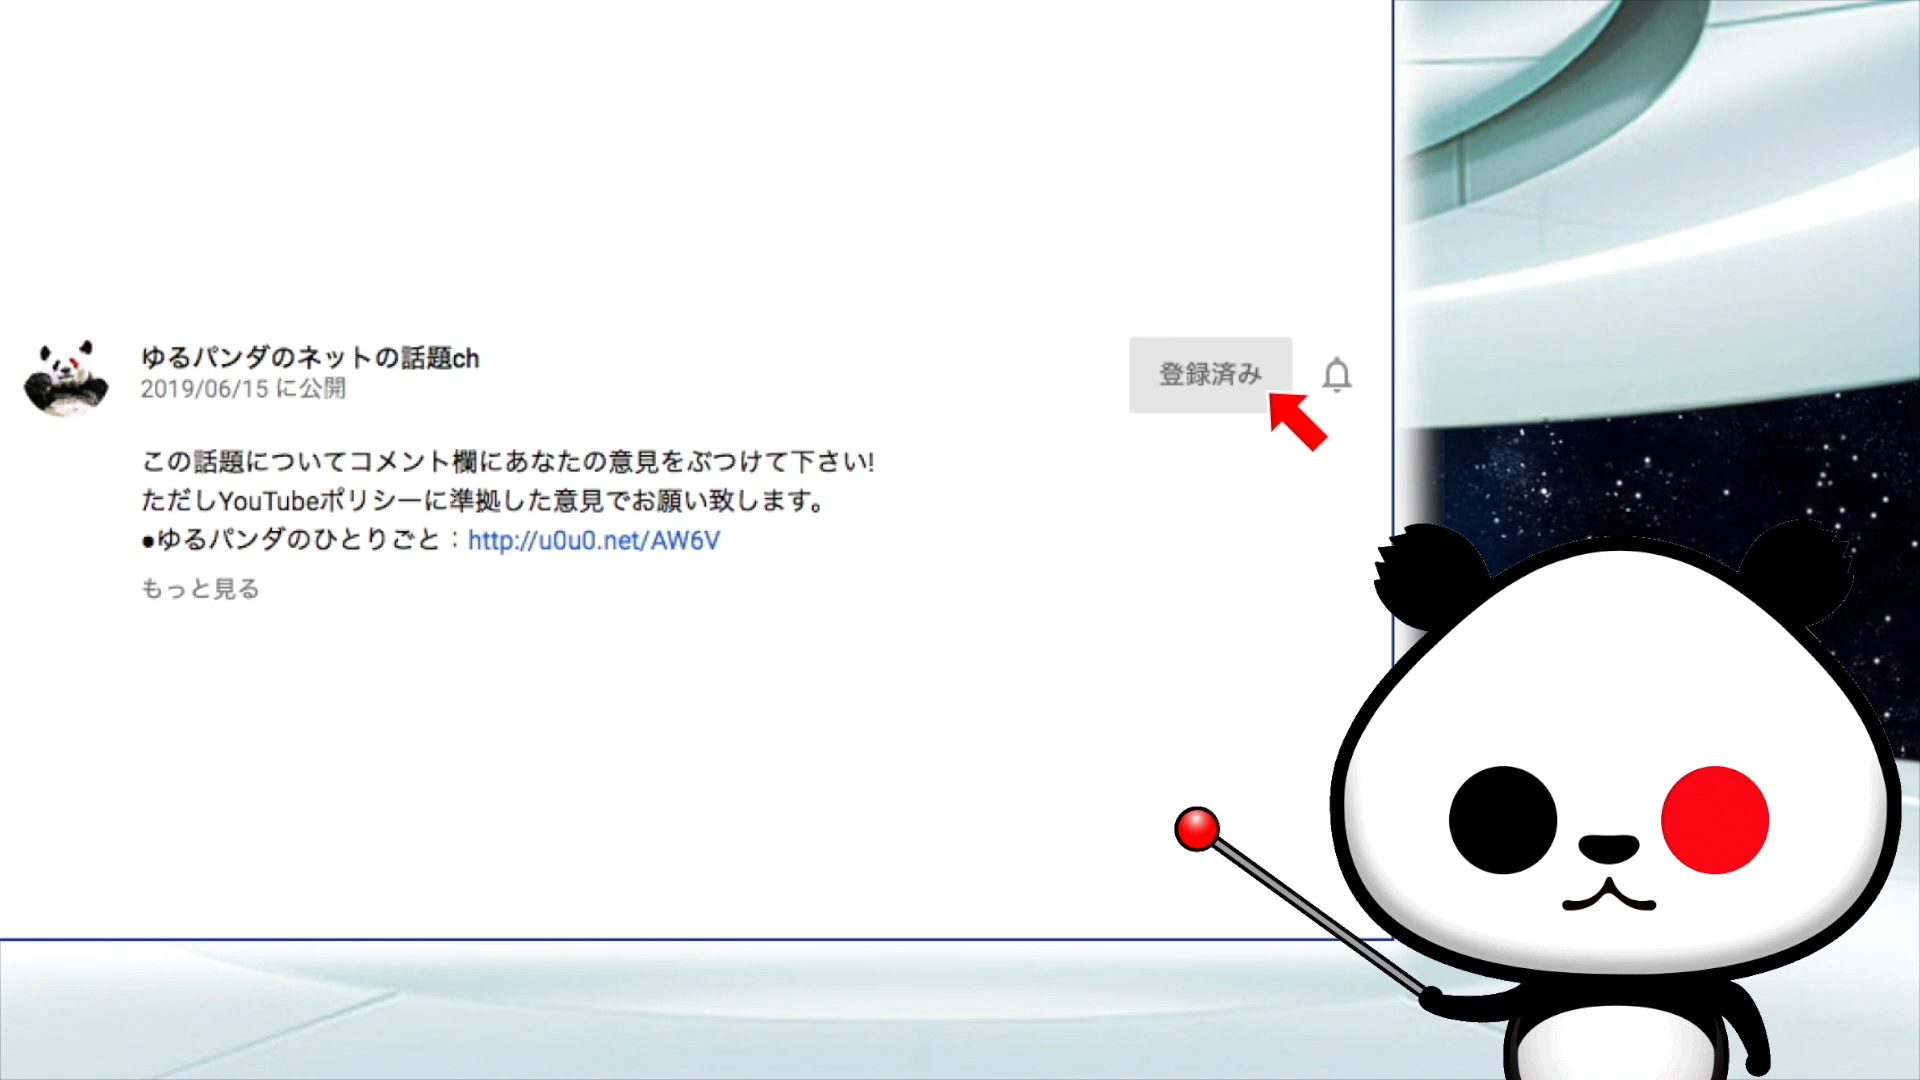 ゆるパンダのネットの話題ch
2019/06/15 に公開
登録済み
この話題についてコメント欄にあなたの意見をぶつけて下さい!
ただしYouTubeポリシーに準拠した意見でお願い致します。
●ゆるパンダのひとりごと：http://u0u0.net/AW6V
もっと見る